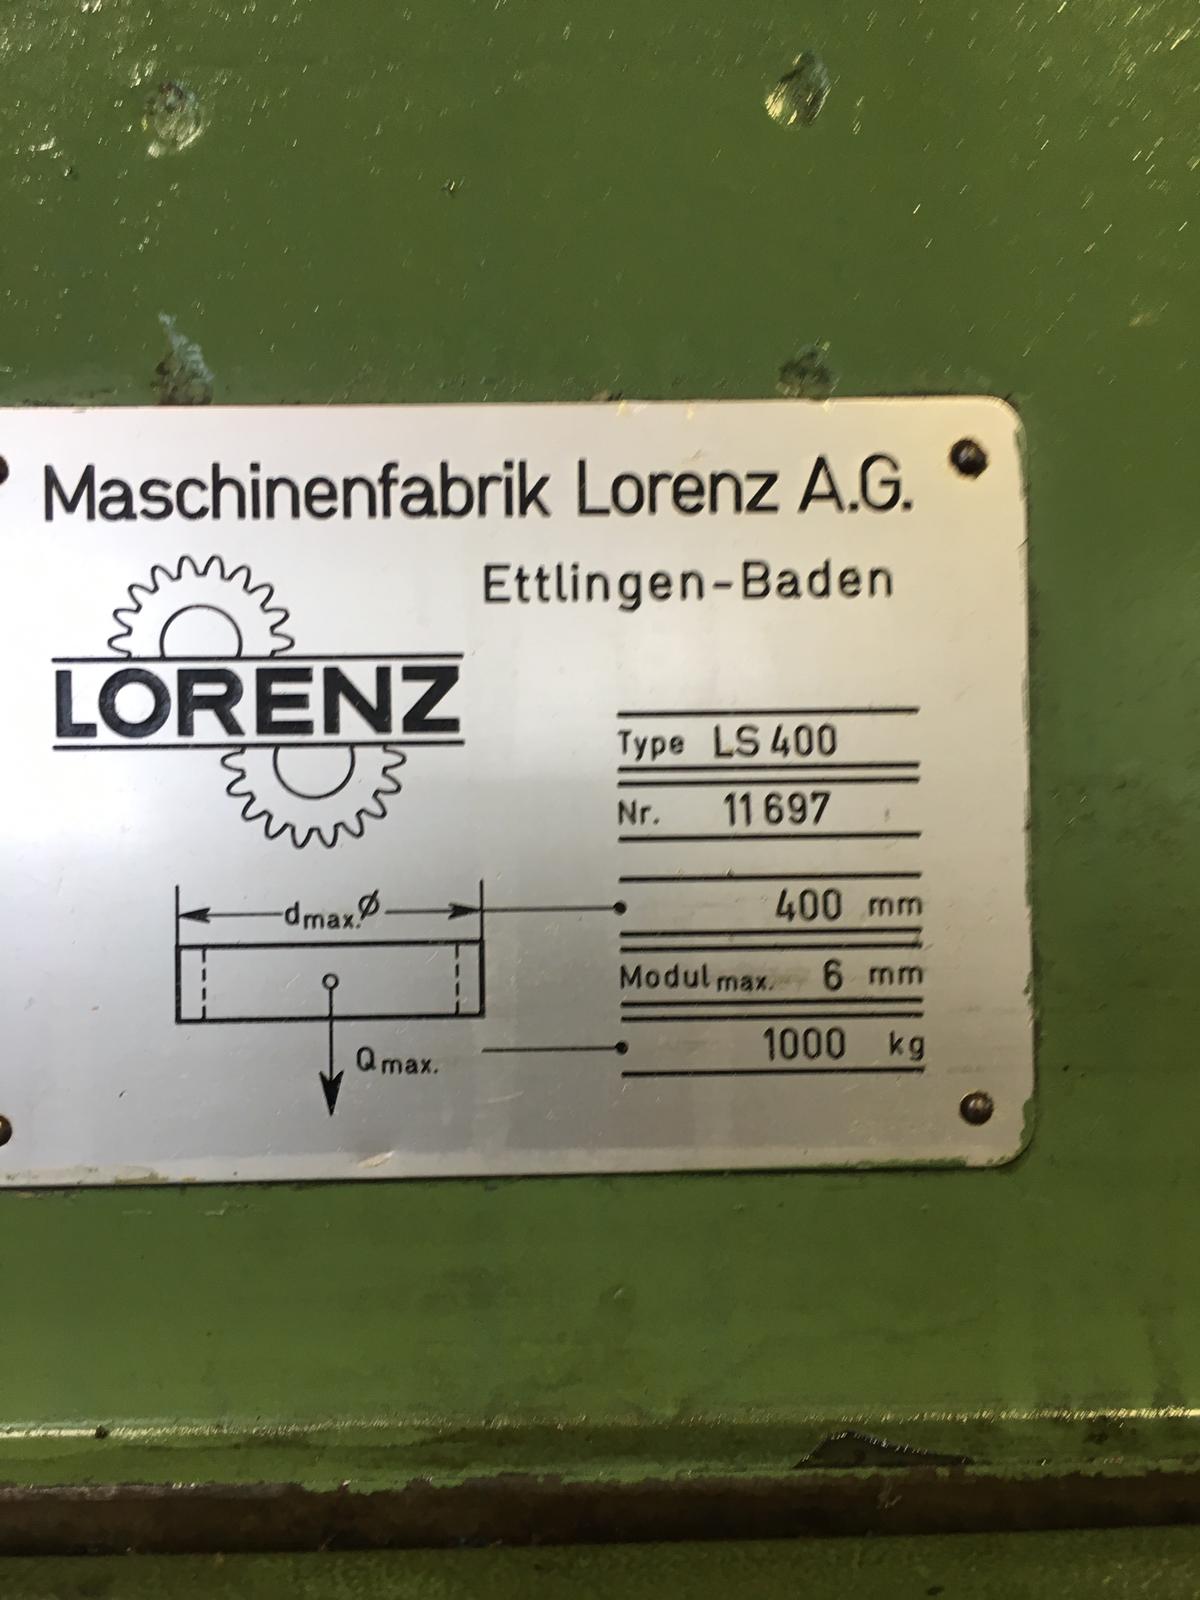 Maschinenfabrik Lorenz A.G.
Ettlingen-Baden
LORENZ
Type LS 400
Nr. 11 697
dmax. Ø 400 mm
Modul max. 6 mm
Qmax. 1000 kg